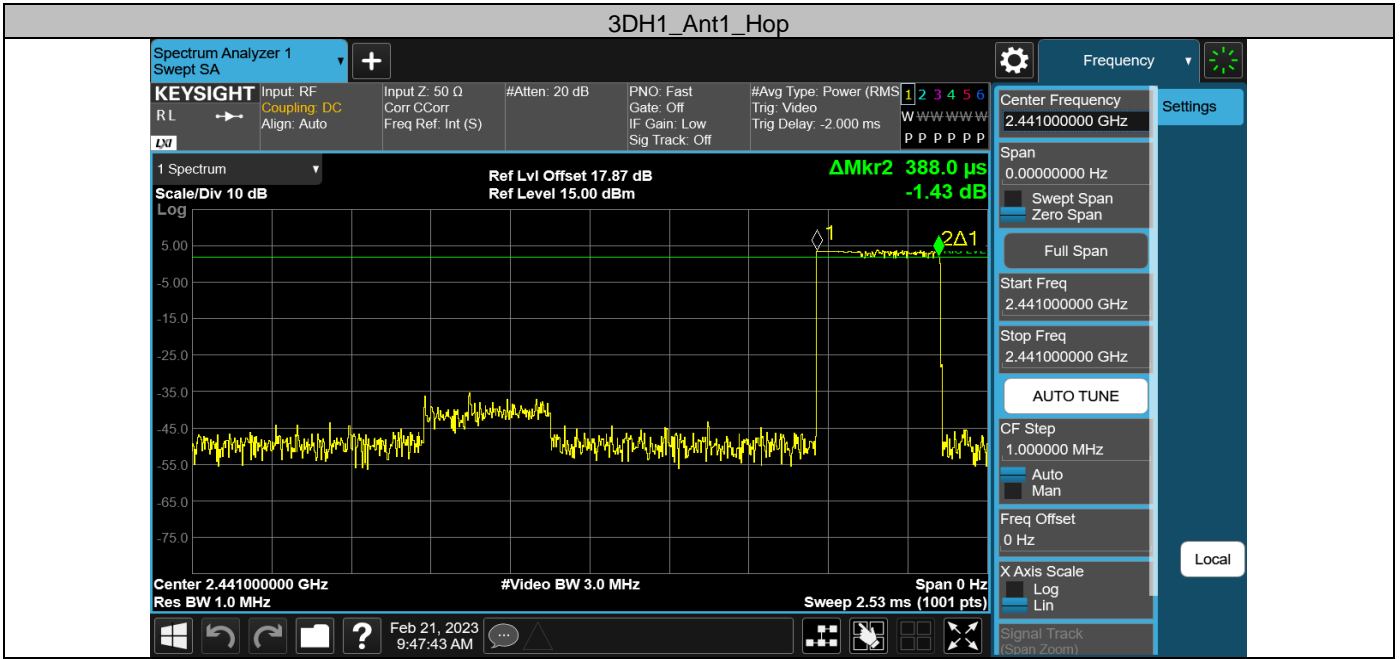 3DH1_Ant1_Hop
Spectrum Analyzer 1
Swept SA
Frequency
KEYSIGHT
RL
LXI
Input: RF
Coupling: DC
Align: Auto
Input Z: 50 Ω
Corr CCorr
Freq Ref: Int (S)
#Atten: 20 dB
PNO: Fast
Gate: Off
IF Gain: Low
Sig Track: Off
#Avg Type: Power (RMS
Trig: Video
Trig Delay: -2.000 ms
1 2 3 4 5 6
W W W W W W
P P P P P P
1 Spectrum
Scale/Div 10 dB
Log
Ref Lvl Offset 17.87 dB
Ref Level 15.00 dBm
ΔMkr2 388.0 µs
-1.43 dB
1
2Δ1
5.00
-5.00
-15.0
-25.0
-35.0
-45.0
-55.0
-65.0
-75.0
Center 2.441000000 GHz
#Video BW 3.0 MHz
Span 0 Hz
Res BW 1.0 MHz
Sweep 2.53 ms (1001 pts)
Center Frequency
2.441000000 GHz
Settings
Span
0.00000000 Hz
Swept Span
Zero Span
Full Span
Start Freq
2.441000000 GHz
Stop Freq
2.441000000 GHz
AUTO TUNE
CF Step
1.000000 MHz
Auto
Man
Freq Offset
0 Hz
X Axis Scale
Log
Lin
Signal Track
(Span Zoom)
Local
?
Feb 21, 2023
9:47:43 AM